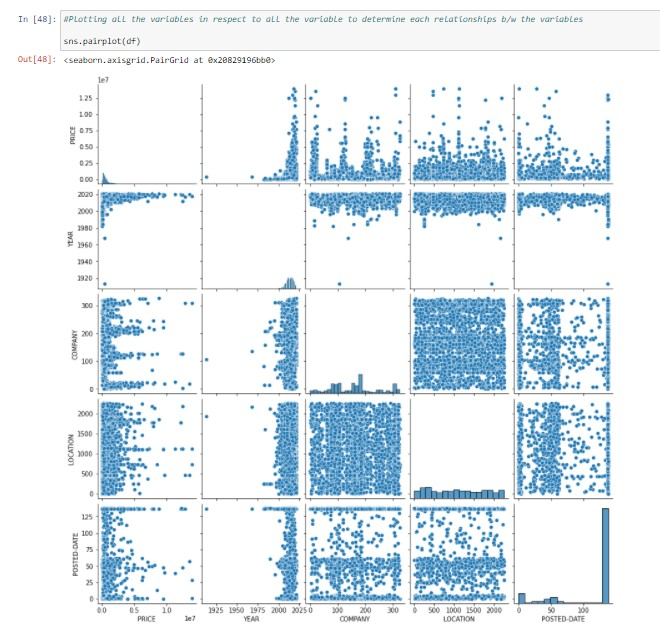 In [48]: #Plotting all the variables in respect to all the variable to determine each relationships b/w the variables
sns.pairplot(df)
Out[48]: <seaborn.axisgrid.PairGrid at 0x20829196bb0>
1e7
1.25
1.00
0.75
0.50
0.25
0.00
PRICE
2020
2000
1980
1960
1940
1920
YEAR
300
200
100
0
COMPANY
2000
1500
1000
500
0
LOCATION
125
100
75
50
25
0
POSTED-DATE
0.0 0.5 1.0 1925 1950 1975 2000 2025 0 100 200 300 0 500 1000 1500 2000 0 50 100
PRICE 1e7 YEAR COMPANY LOCATION POSTED-DATE